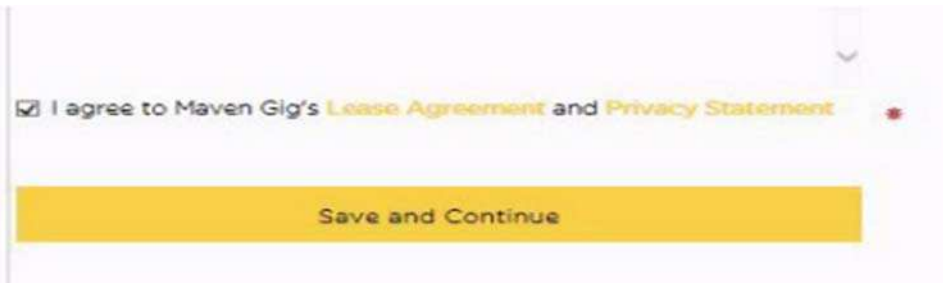 I agree to Maven Gig's Lease Agreement and Privacy Statement *
Save and Continue